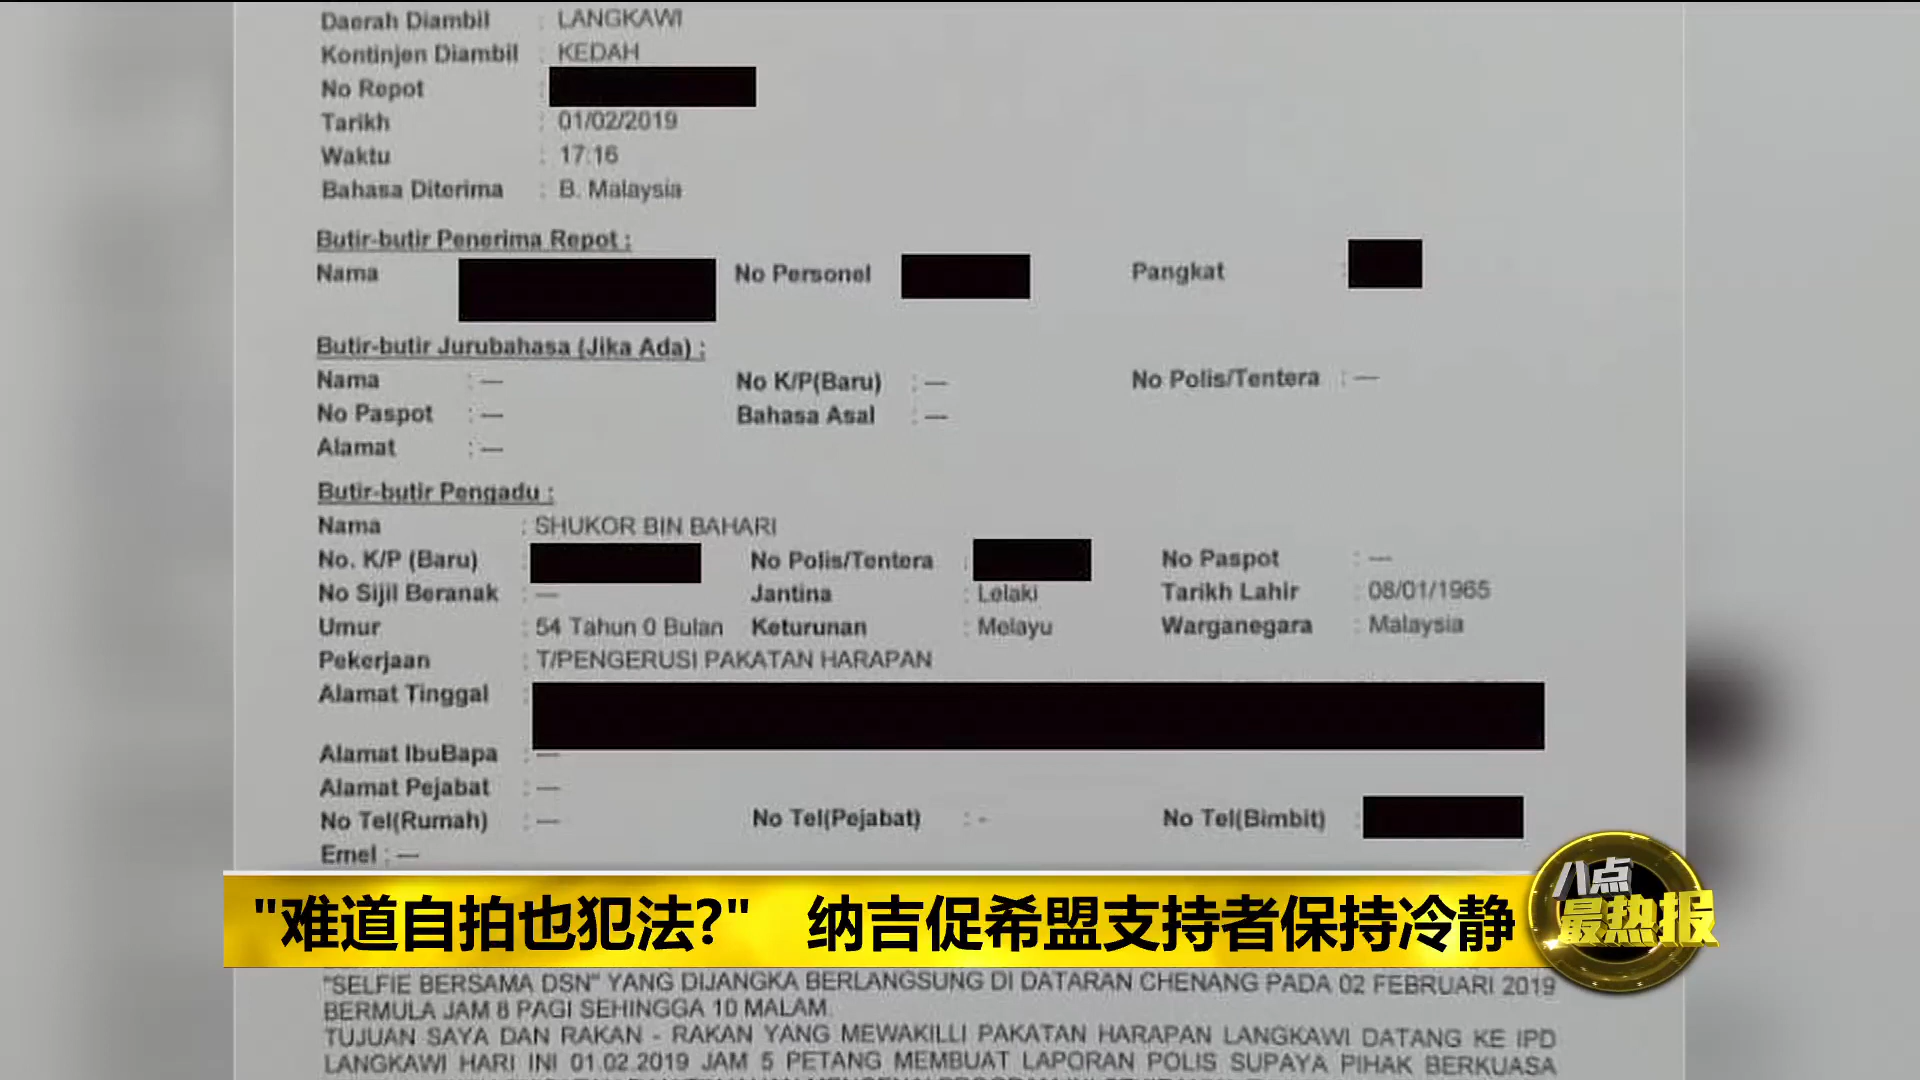 Daerah Diambil : LANGKAWI
Kontinjen Diambil : KEDAH
No Repot :
Tarikh : 01/02/2019
Waktu : 17:16
Bahasa Diterima : B. Malaysia
Butir-butir Penerima Repot :
Nama No Personel Pangkat :
Butir-butir Jurubahasa (Jika Ada) :
Nama : --- No K/P(Baru) : --- No Polis/Tentera : ---
No Paspot : --- Bahasa Asal : ---
Alamat : ---
Butir-butir Pengadu :
Nama : SHUKOR BIN BAHARI
No. K/P (Baru) : No Polis/Tentera : No Paspot : ---
No Sijil Beranak : --- Jantina : Lelaki Tarikh Lahir : 08/01/1965
Umur : 54 Tahun 0 Bulan Keturunan : Melayu Warganegara : Malaysia
Pekerjaan : T/PENGERUSI PAKATAN HARAPAN
Alamat Tinggal :
Alamat IbuBapa : ---
Alamat Pejabat : ---
No Tel(Rumah) : --- No Tel(Pejabat) : - No Tel(Bimbit) :
Emel : ---
"难道自拍也犯法?" 纳吉促希盟支持者保持冷静
八点
最热报
"SELFIE BERSAMA DSN" YANG DIJANGKA BERLANGSUNG DI DATARAN CHENANG PADA 02 FEBRUARI 2019
BERMULA JAM 8 PAGI SEHINGGA 10 MALAM.
TUJUAN SAYA DAN RAKAN - RAKAN YANG MEWAKILLI PAKATAN HARAPAN LANGKAWI DATANG KE IPD
LANGKAWI HARI INI 01.02.2019 JAM 5 PETANG MEMBUAT LAPORAN POLIS SUPAYA PIHAK BERKUASA